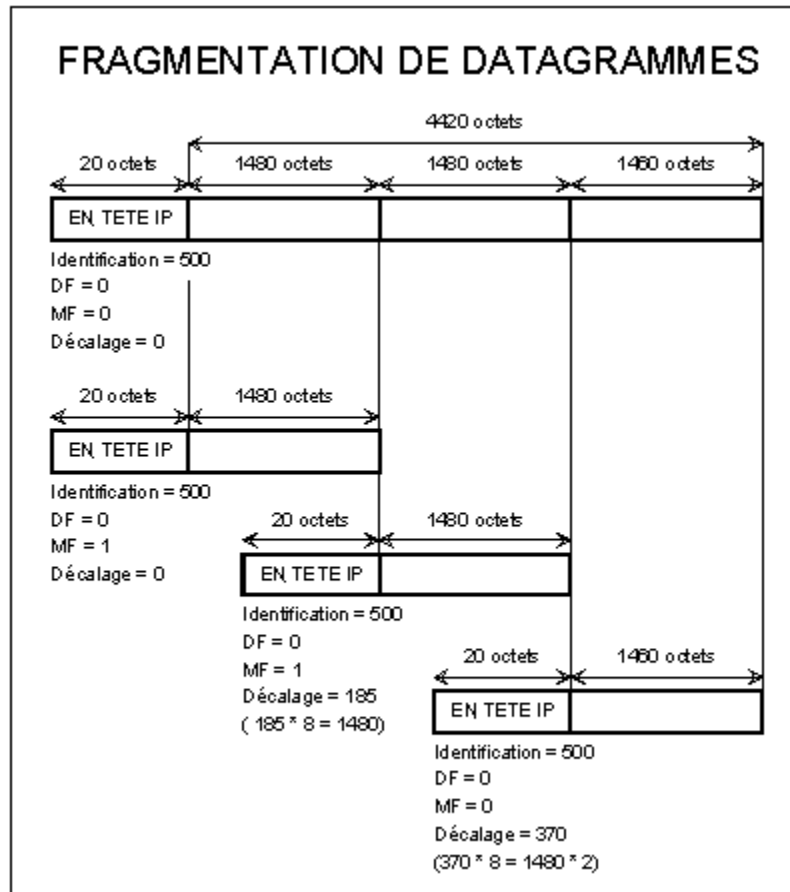 FRAGMENTATION DE DATAGRAMMES
4420 octets
20 octets 1480 octets 1480 octets 1460 octets
EN TETE IP
Identification = 500
DF = 0
MF = 0
Décalage = 0
20 octets 1480 octets
EN TETE IP
Identification = 500
DF = 0
MF = 1
Décalage = 0
20 octets 1480 octets
EN TETE IP
Identification = 500
DF = 0
MF = 1
Décalage = 185
( 185 * 8 = 1480)
20 octets 1460 octets
EN TETE IP
Identification = 500
DF = 0
MF = 0
Décalage = 370
(370 * 8 = 1480 * 2)